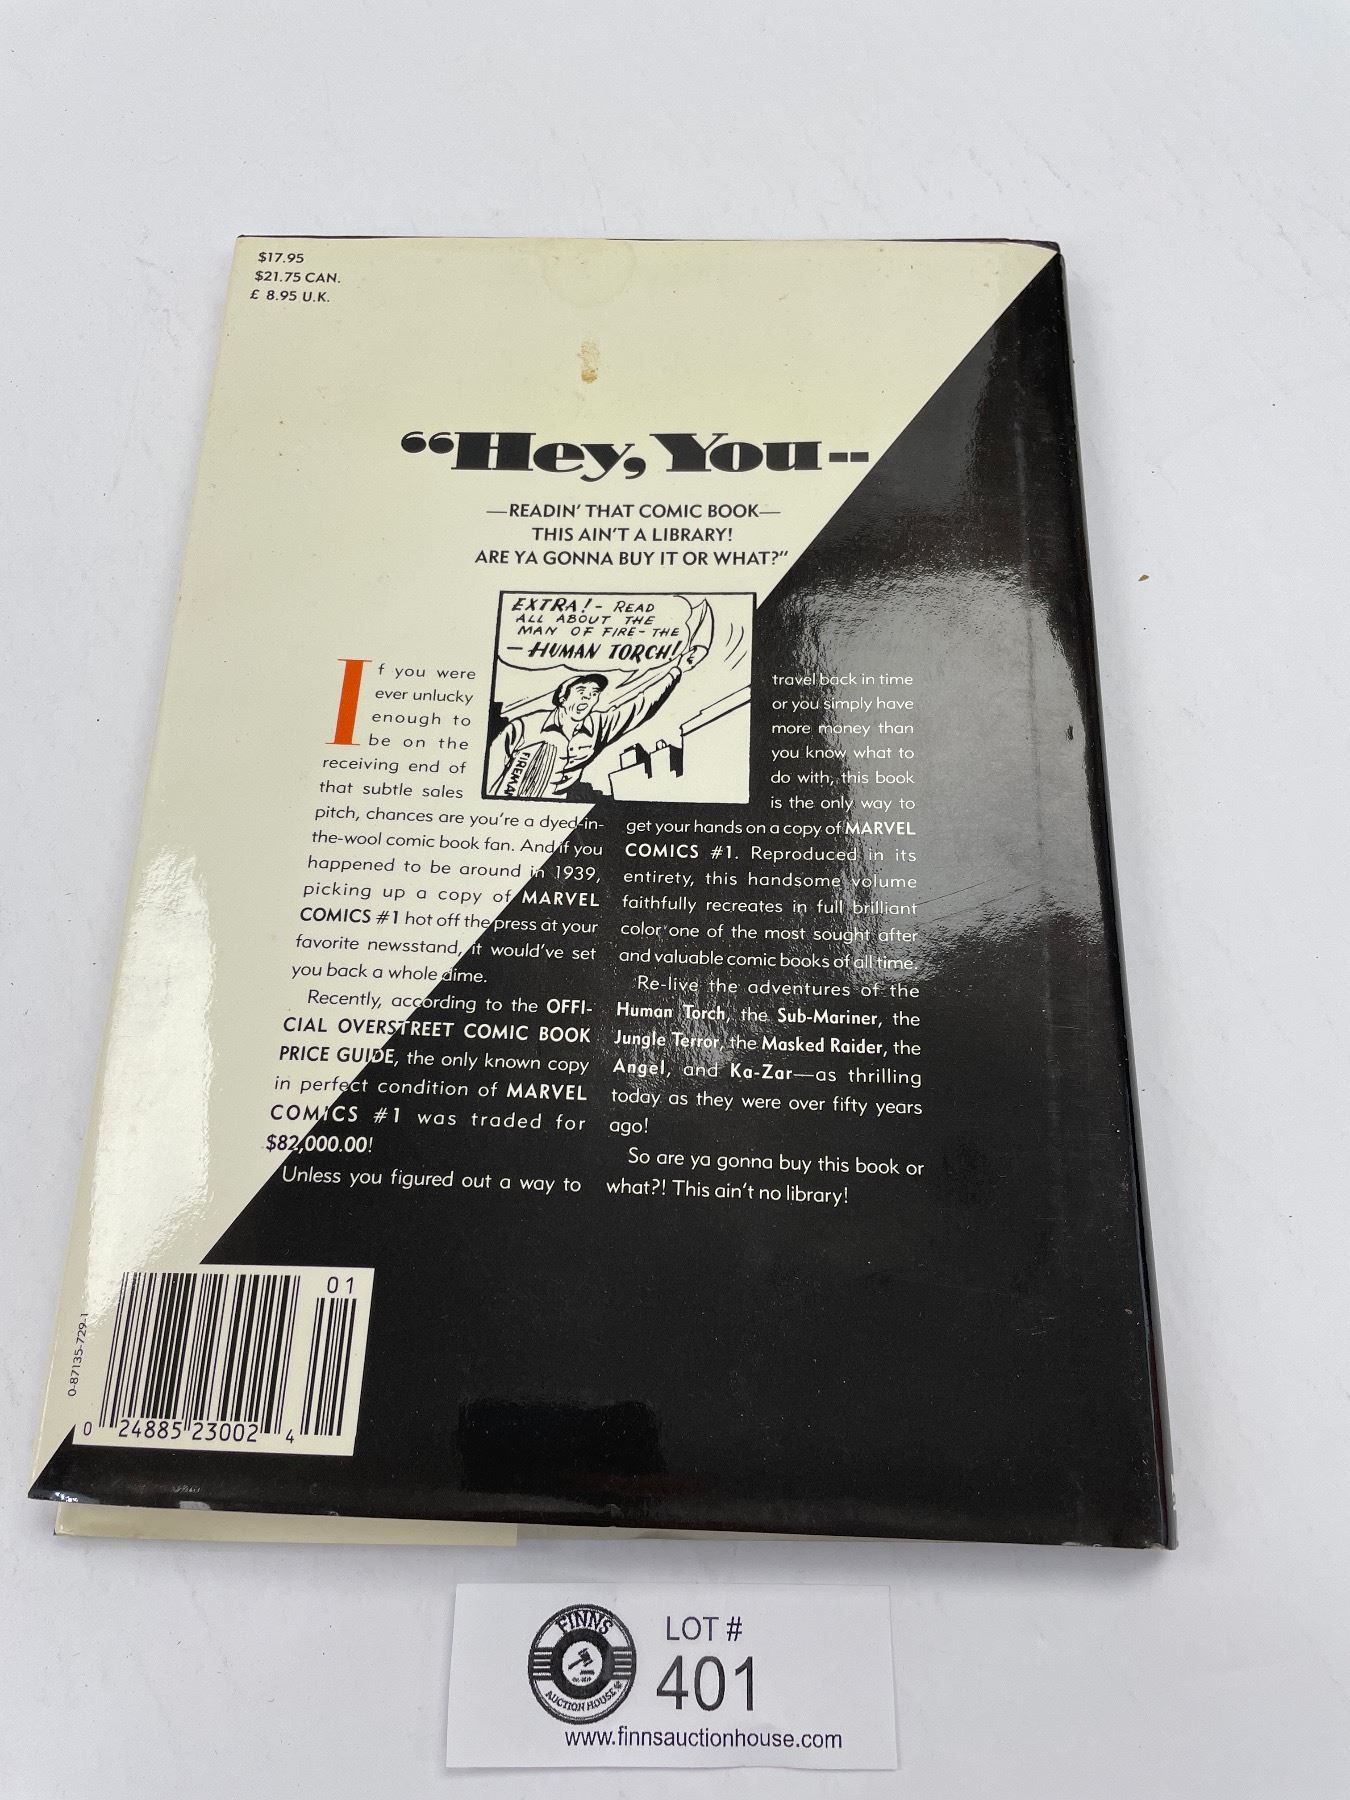 $17.95
$21.75 CAN.
£ 8.95 U.K.
“Hey, You--
—READIN' THAT COMIC BOOK—
THIS AIN'T A LIBRARY!
ARE YA GONNA BUY IT OR WHAT?”
EXTRA! - READ
ALL ABOUT THE
MAN OF FIRE - THE
— HUMAN TORCH!
FIREMA
If you were
ever unlucky
enough to
be on the
receiving end of
that subtle sales
pitch, chances are you're a dyed-in-
the-wool comic book fan. And if you
happened to be around in 1939,
picking up a copy of MARVEL
COMICS #1 hot off the press at your
favorite newsstand, it would've set
you back a whole dime.
Recently, according to the OFFI-
CIAL OVERSTREET COMIC BOOK
PRICE GUIDE, the only known copy
in perfect condition of MARVEL
COMICS #1 was traded for
$82,000.00!
Unless you figured out a way to
travel back in time
or you simply have
more money than
you know what to
do with, this book
is the only way to
get your hands on a copy of MARVEL
COMICS #1. Reproduced in its
entirety, this handsome volume
faithfully recreates in full brilliant
color one of the most sought after
and valuable comic books of all time.
Re-live the adventures of the
Human Torch, the Sub-Mariner, the
Jungle Terror, the Masked Raider, the
Angel, and Ka-Zar—as thrilling
today as they were over fifty years
ago!
So are ya gonna buy this book or
what?! This ain't no library!
0-87135-729-1
01
0 24885 23002 4
FINNS
AUCTION HOUSE
LOT #
401
www.finnsauctionhouse.com